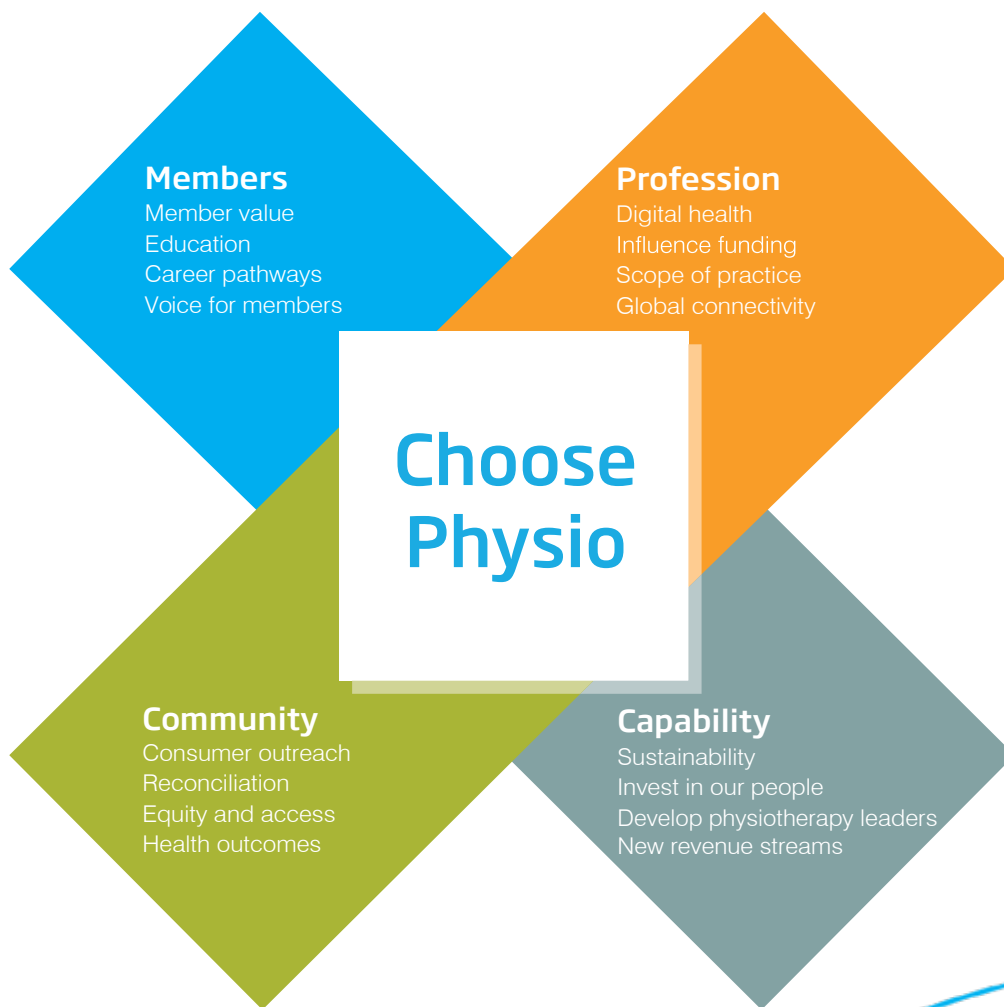 Members
Member value
Education
Career pathways
Voice for members
Profession
Digital health
Influence funding
Scope of practice
Global connectivity
Choose
Physio
Community
Consumer outreach
Reconciliation
Equity and access
Health outcomes
Capability
Sustainability
Invest in our people
Develop physiotherapy leaders
New revenue streams